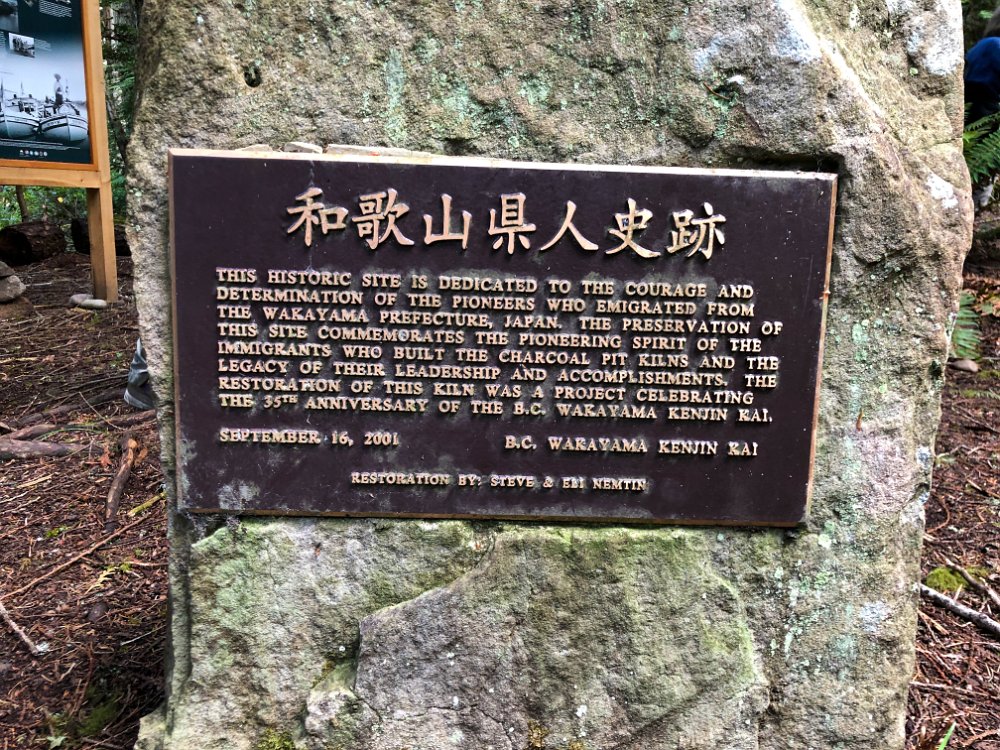 和歌山県人史跡
THIS HISTORIC SITE IS DEDICATED TO THE COURAGE AND
DETERMINATION OF THE PIONEERS WHO EMIGRATED FROM
THE WAKAYAMA PREFECTURE, JAPAN. THE PRESERVATION OF
THIS SITE COMMEMORATES THE PIONEERING SPIRIT OF THE
IMMIGRANTS WHO BUILT THE CHARCOAL PIT KILNS AND THE
LEGACY OF THEIR LEADERSHIP AND ACCOMPLISHMENTS. THE
RESTORATION OF THIS KILN WAS A PROJECT CELEBRATING
THE 35TH ANNIVERSARY OF THE B.C. WAKAYAMA KENJIN KAI.
SEPTEMBER 16, 2001 B.C. WAKAYAMA KENJIN KAI
RESTORATION BY: STEVE & ELI NEMTIN